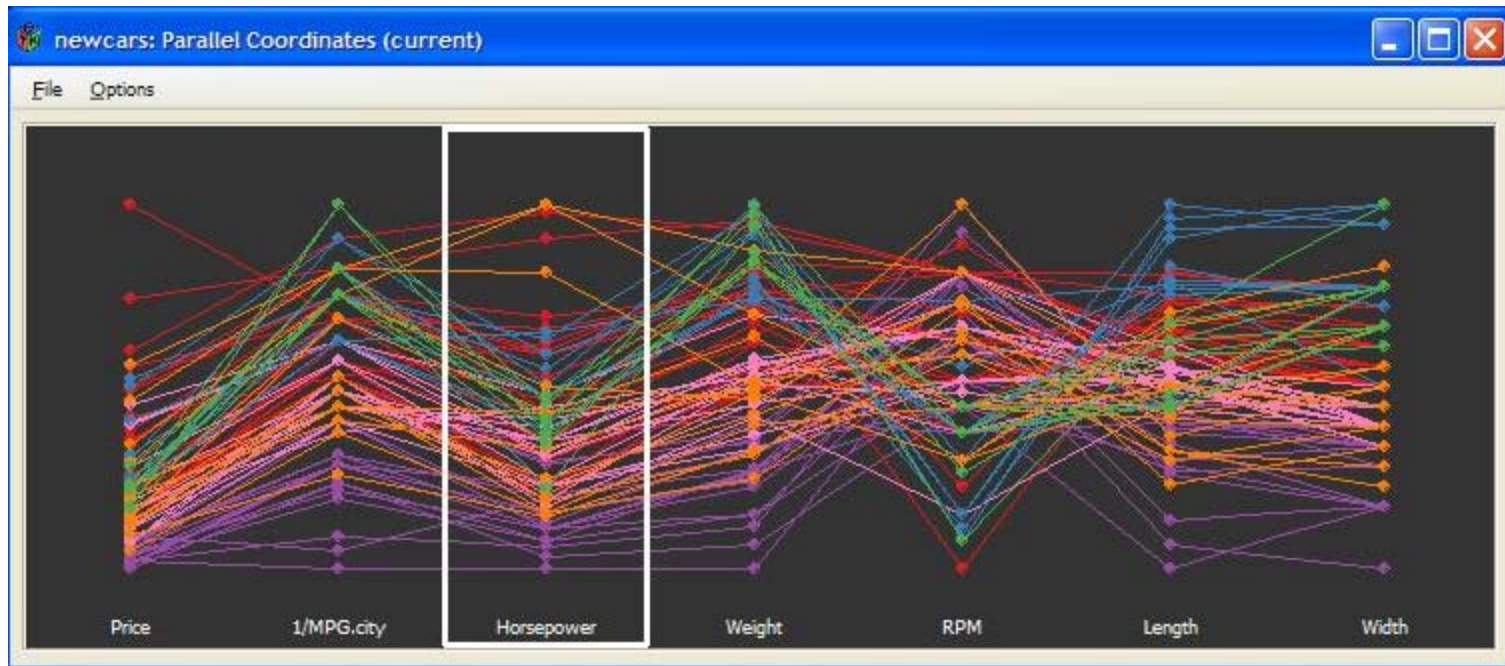 newcars: Parallel Coordinates (current)
File Options
Price 1/MPG.city Horsepower Weight RPM Length Width